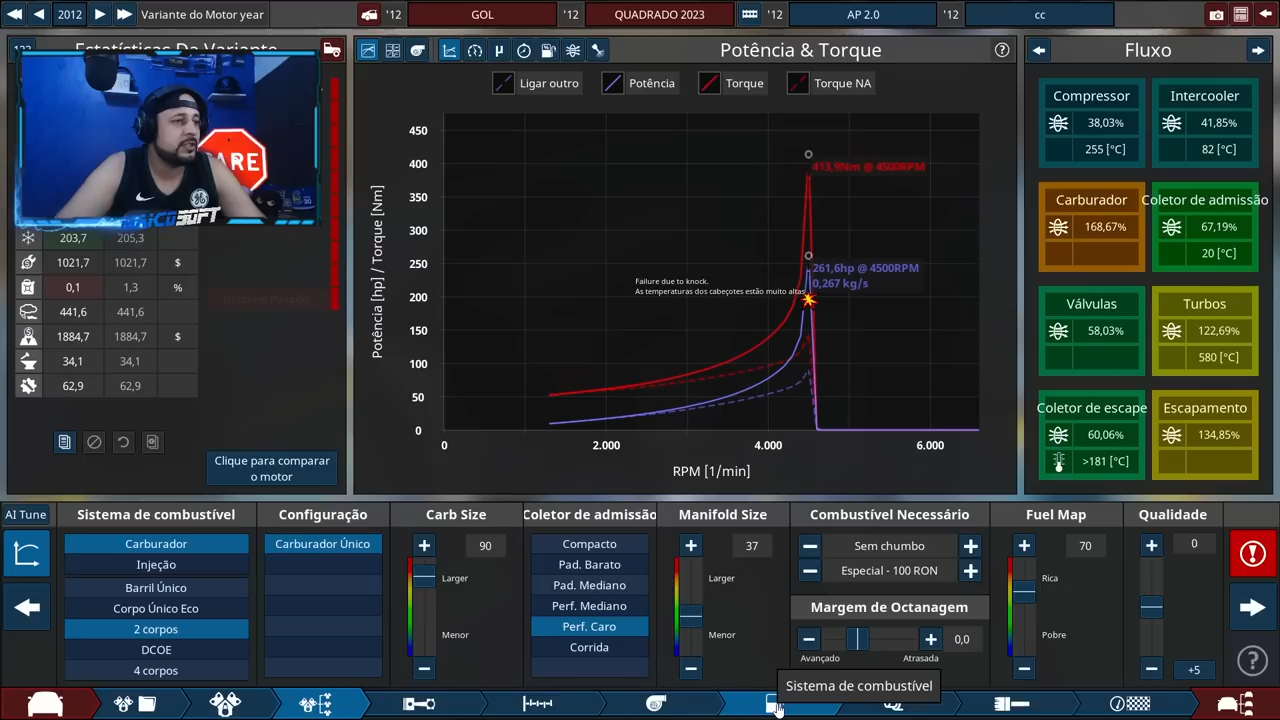 2012
Variante do Motor year
'12
GOL
'12
QUADRADO 2023
'12
AP 2.0
'12
cc
Estatísticas Da Variante
ARE
203,7 205,3
1021,7 1021,7 $
0,1 1,3 %
441,6 441,6
1884,7 1884,7 $
34,1 34,1
62,9 62,9
Clique para comparar
o motor
Potência & Torque
Ligar outro
Potência
Torque
Torque NA
450
400
350
300
250
200
150
100
50
0
Potência [hp] / Torque [Nm]
413,9Nm @ 4500RPM
261,6hp @ 4500RPM
0,267 kg/s
Failure due to knock.
As temperaturas dos cabeçotes estão muito altas
0 2.000 4.000 6.000
RPM [1/min]
Fluxo
Compressor
38,03%
255 [°C]
Intercooler
41,85%
82 [°C]
Carburador
168,67%
Coletor de admissão
67,19%
20 [°C]
Válvulas
58,03%
Turbos
122,69%
580 [°C]
Coletor de escape
60,06%
>181 [°C]
Escapamento
134,85%
AI Tune
Sistema de combustível
Carburador
Injeção
Barril Único
Corpo Único Eco
2 corpos
DCOE
4 corpos
Configuração
Carburador Único
Carb Size
90
Larger
Menor
Coletor de admissão
Compacto
Pad. Barato
Pad. Mediano
Perf. Mediano
Perf. Caro
Corrida
Manifold Size
37
Larger
Menor
Combustível Necessário
Sem chumbo
Especial - 100 RON
Margem de Octanagem
0,0
Avançado Atrasada
Fuel Map
70
Rica
Pobre
Qualidade
0
+5
Sistema de combustível